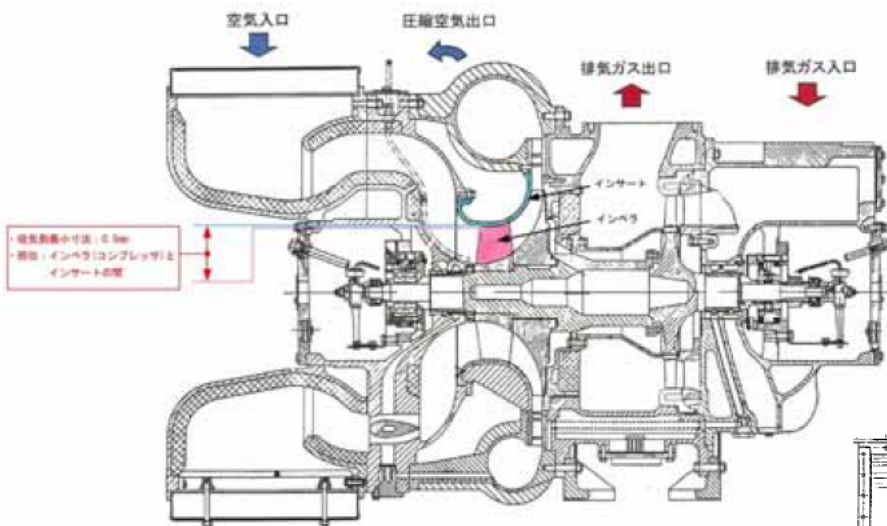 空気入口
圧縮空気出口
排気ガス出口
排気ガス入口
インサート
インペラ
・吸気側最小寸法：0.5mm
・部位：インペラ(コンプレッサ)と
インサートの間